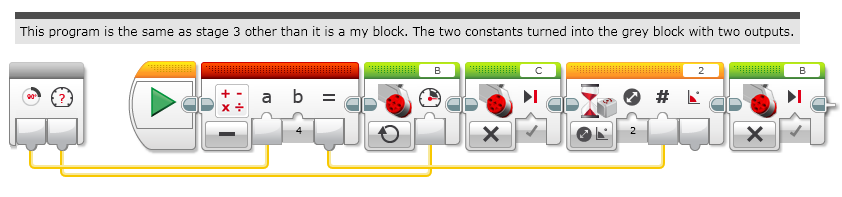 This program is the same as stage 3 other than it is a my block. The two constants turned into the grey block with two outputs.
B C 2 B
90° ? a b = #
4 2